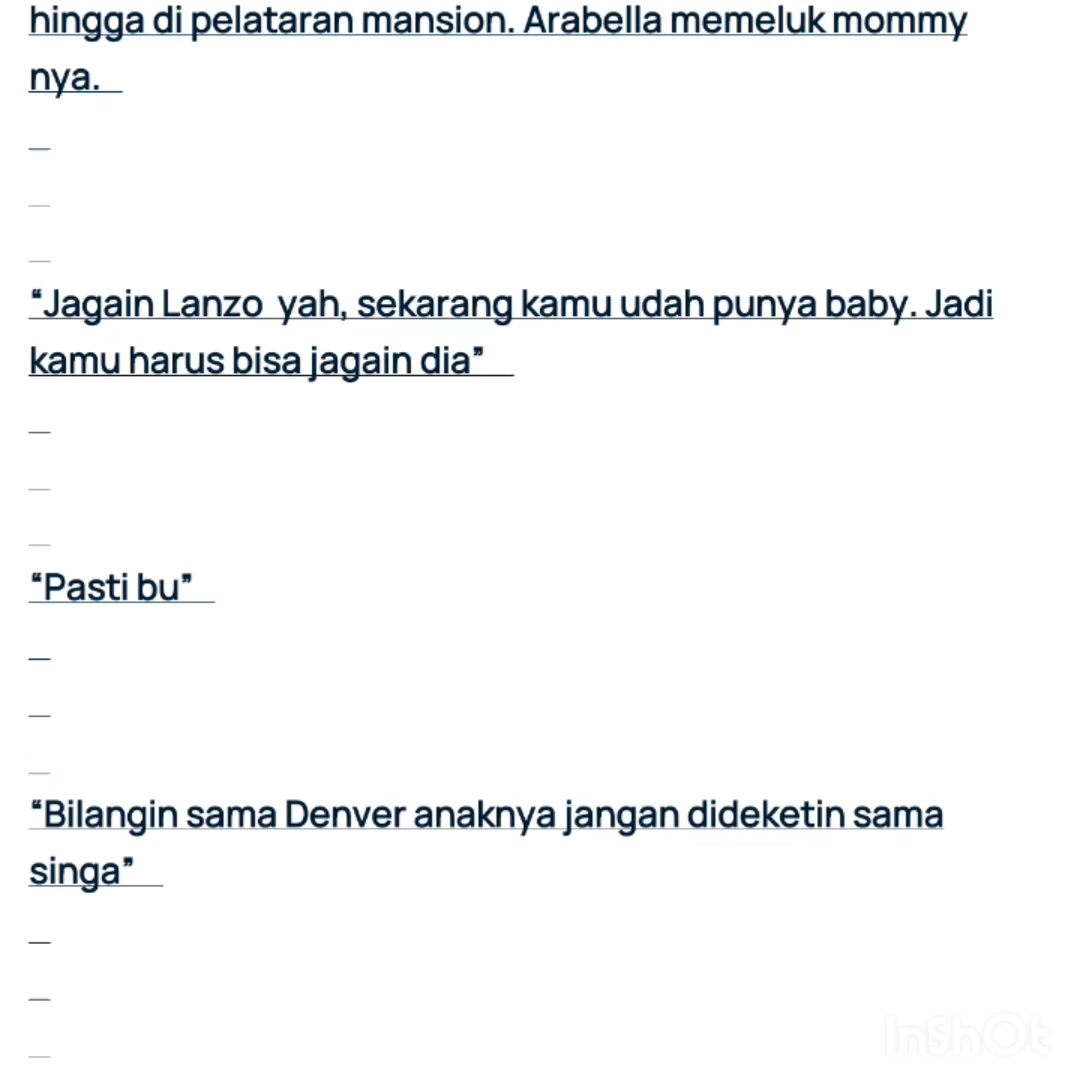 hingga di pelataran mansion. Arabella memeluk mommy
nya.
“Jagain Lanzo  yah, sekarang kamu udah punya baby. Jadi
kamu harus bisa jagain dia”
“Pasti bu”
“Bilangin sama Denver anaknya jangan dideketin sama
singa”
InShOt